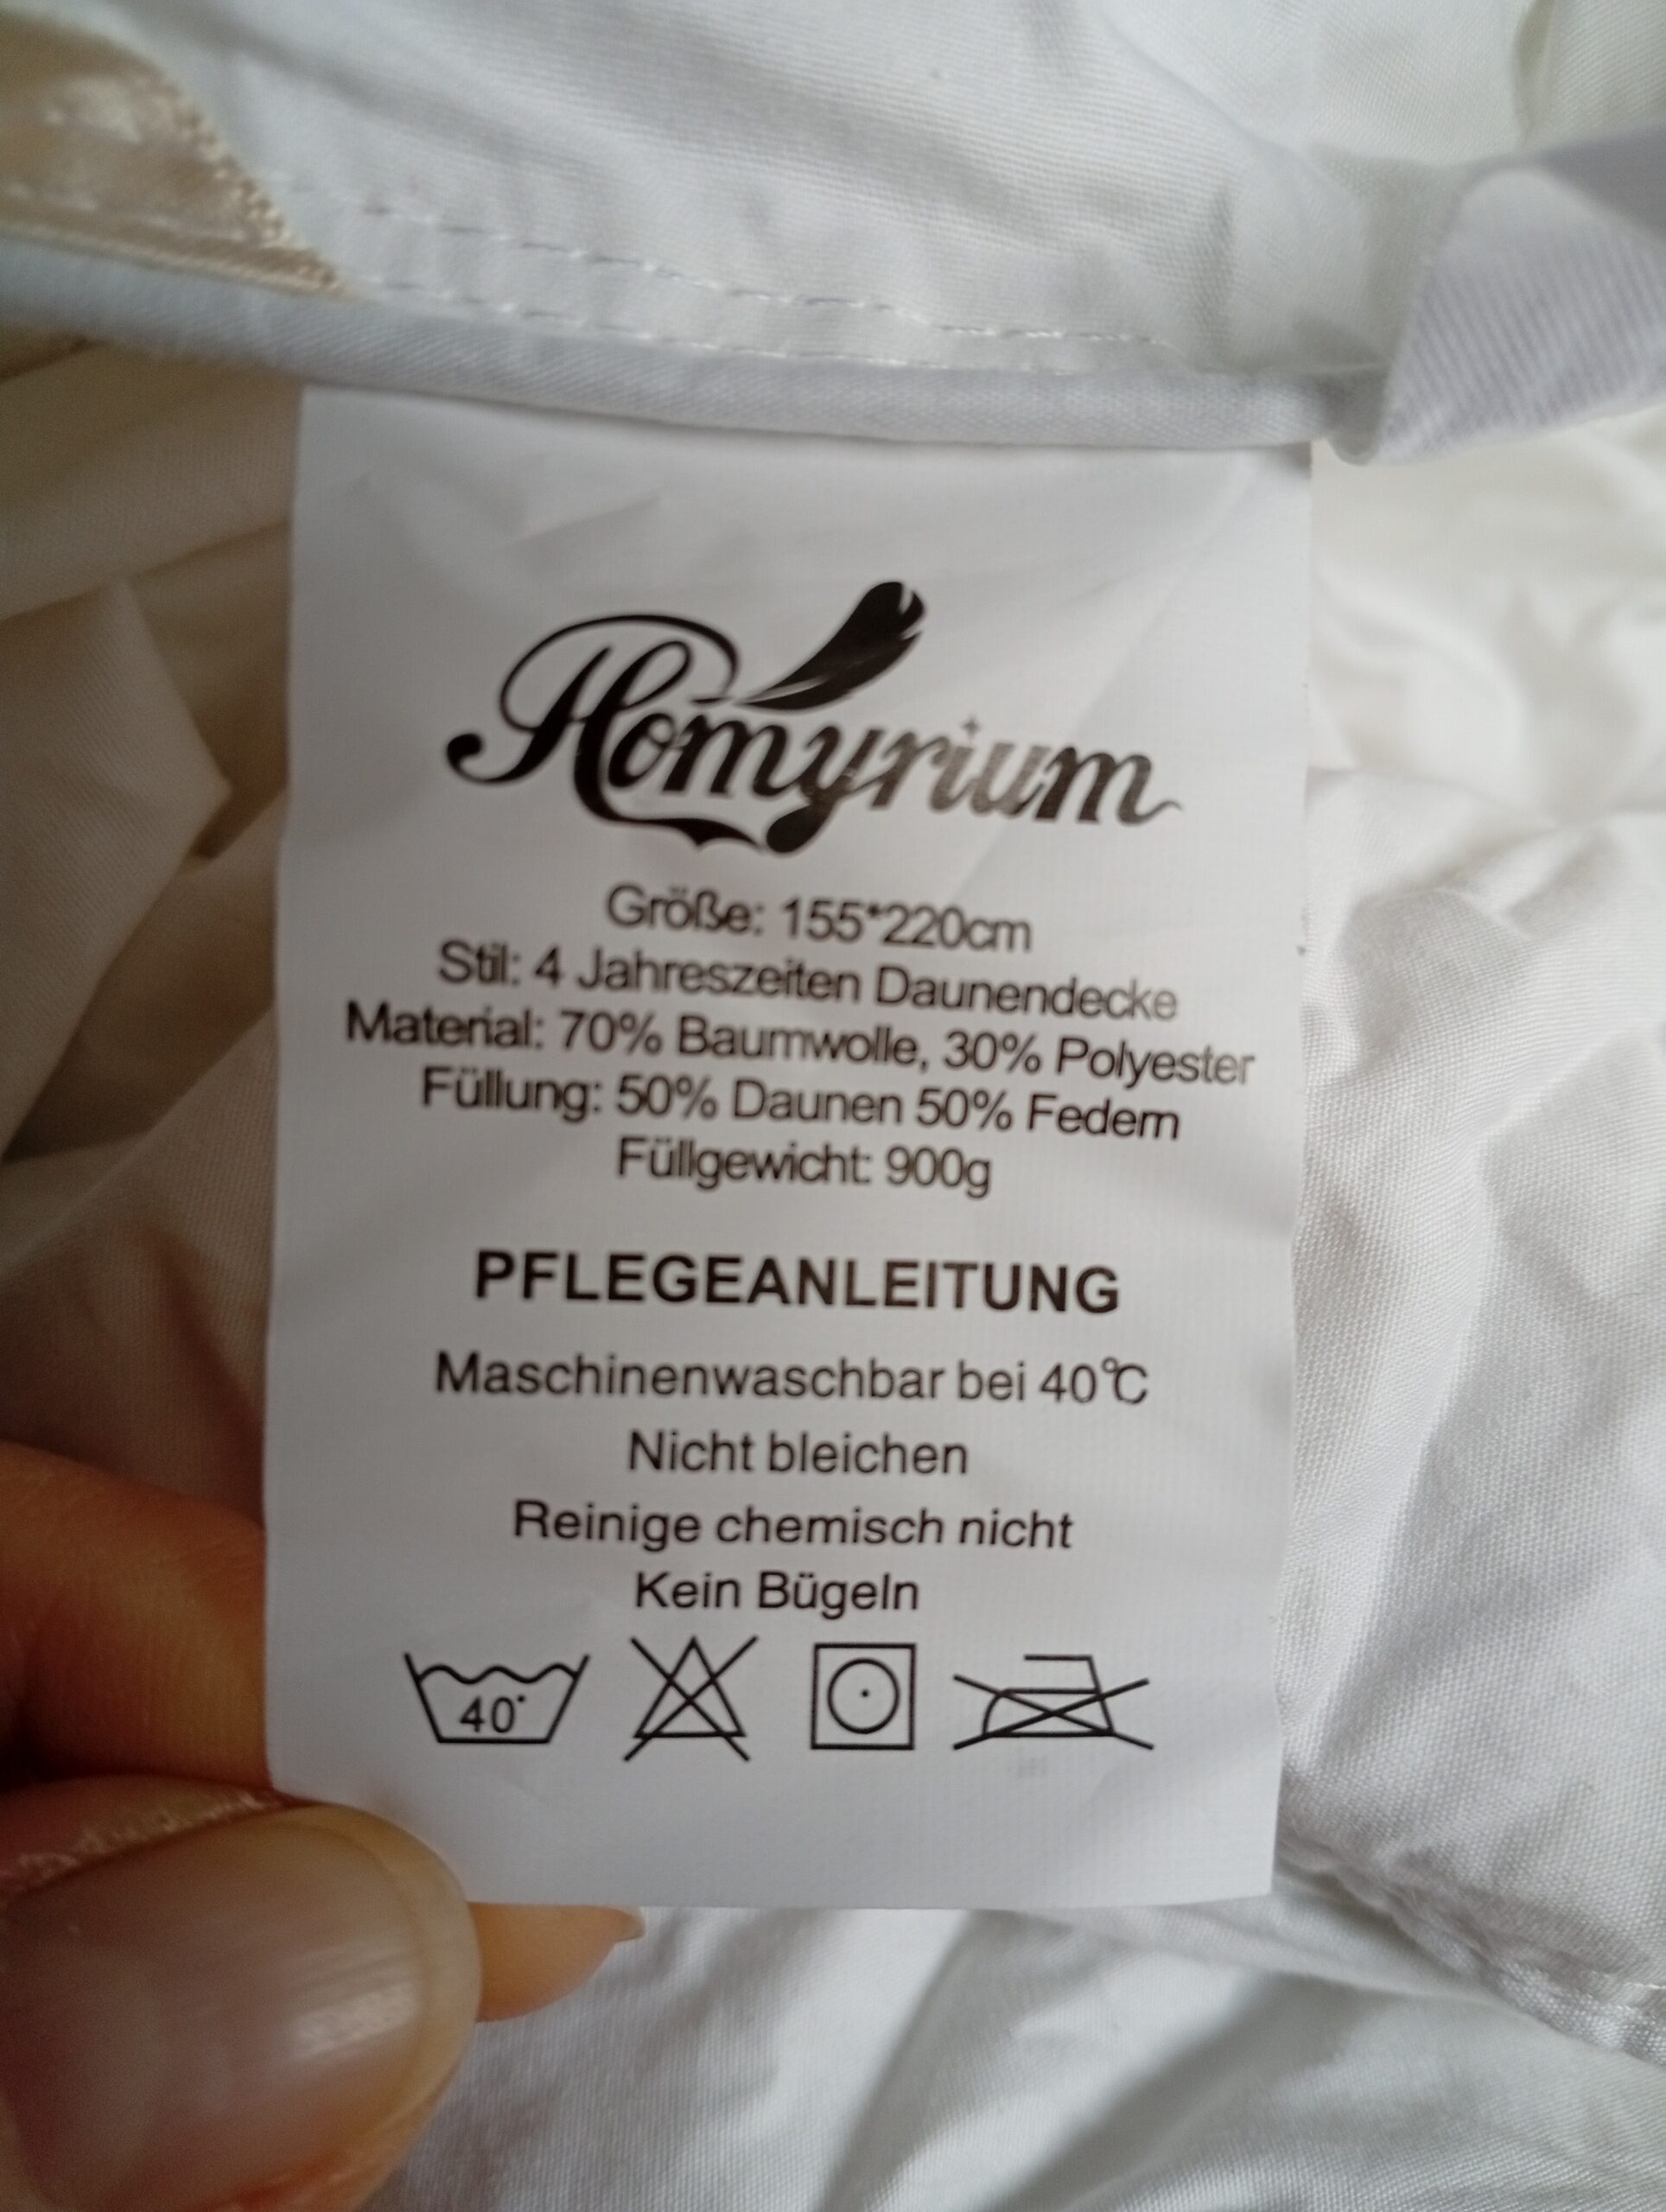 Homyrium
Größe: 155*220cm
Stil: 4 Jahreszeiten Daunendecke
Material: 70% Baumwolle, 30% Polyester
Füllung: 50% Daunen 50% Federn
Füllgewicht: 900g
PFLEGEANLEITUNG
Maschinenwaschbar bei 40℃
Nicht bleichen
Reinige chemisch nicht
Kein Bügeln
40°